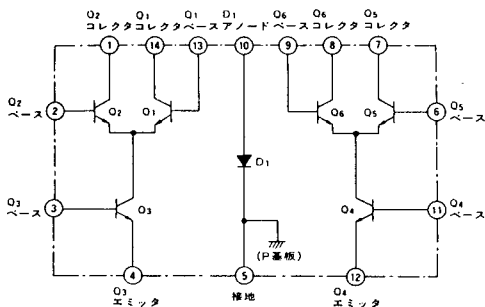 Q2 Q1 Q1 D1 Q6 Q6 Q5
コレクタ コレクタ ベース アノード ベース コレクタ コレクタ
1 14 13 10 9 8 7
Q2
ベース
2
Q2
Q1
Q6
Q5
6
Q5
ベース
D1
Q3
ベース
3
Q3
Q4
11
Q4
ベース
(P基板)
4 5 12
Q3
エミッタ
接地
Q4
エミッタ